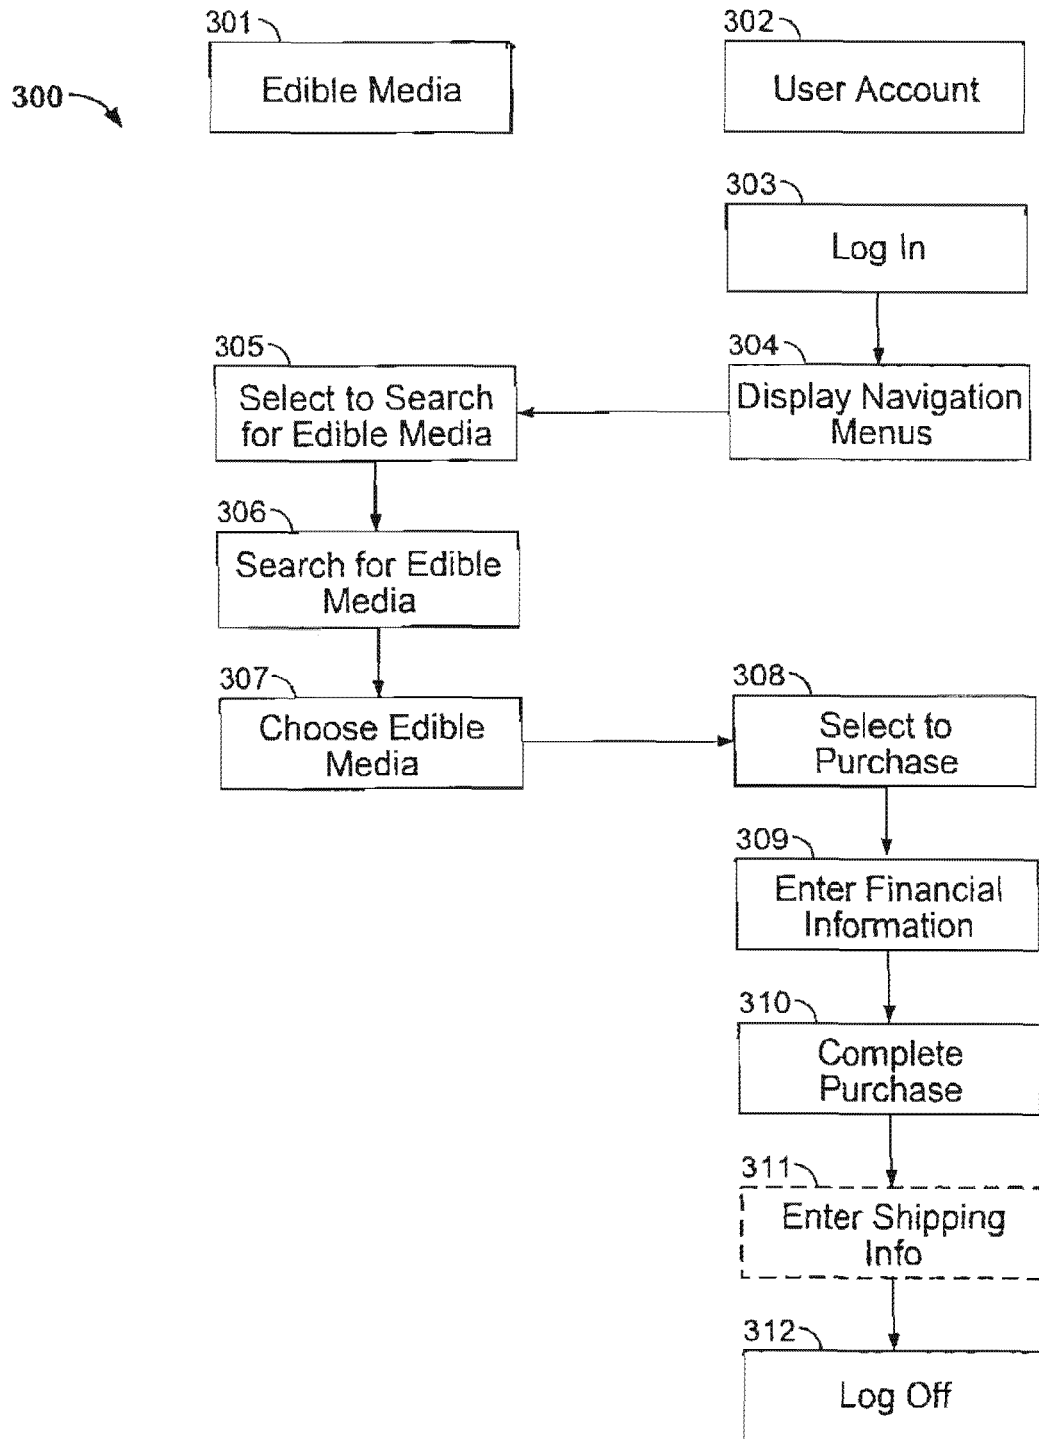 301
302
300
Edible Media
User Account
303
Log In
305
304
Select to Search
for Edible Media
Display Navigation
Menus
306
Search for Edible
Media
307
308
Choose Edible
Media
Select to
Purchase
309
Enter Financial
Information
310
Complete
Purchase
311
Enter Shipping
Info
312
Log Off